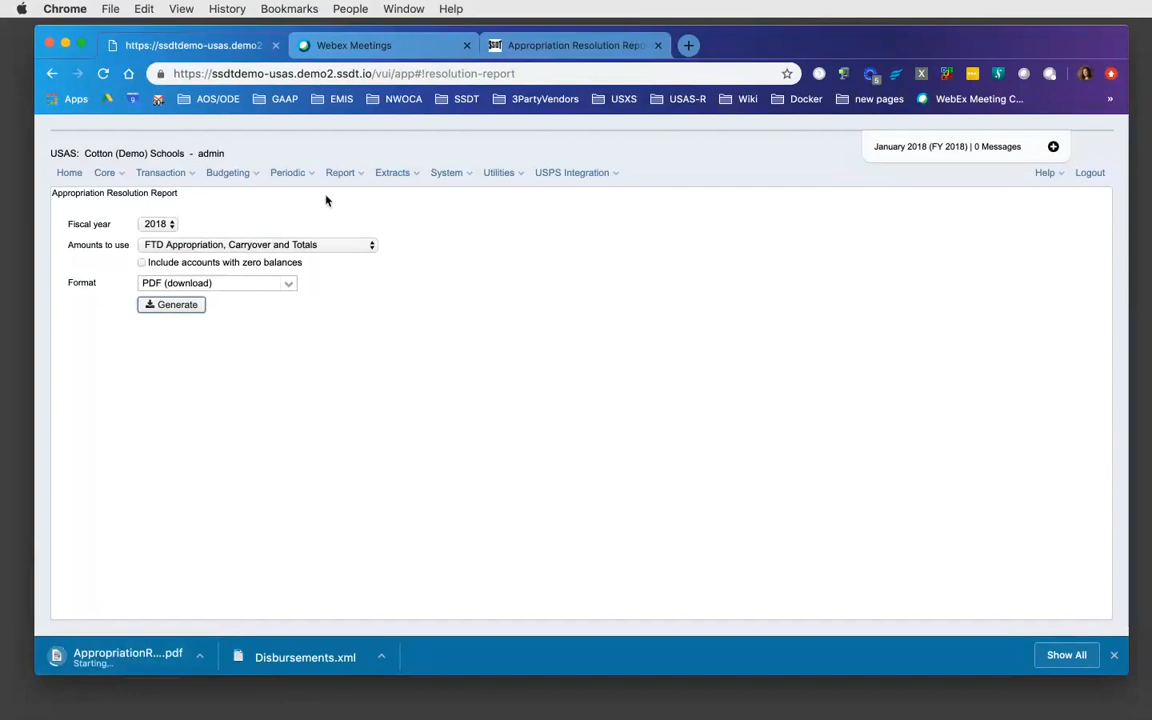 Chrome File Edit View History Bookmarks People Window Help
https://ssdtdemo-usas.demo2 Webex Meetings Appropriation Resolution Repo
https://ssdtdemo-usas.demo2.ssdt.io/vui/app#!resolution-report
Apps AOS/ODE GAAP EMIS NWOCA SSDT 3PartyVendors USXS USAS-R Wiki Docker new pages WebEx Meeting C... »
January 2018 (FY 2018) | 0 Messages
USAS: Cotton (Demo) Schools - admin
Home Core Transaction Budgeting Periodic Report Extracts System Utilities USPS Integration Help Logout
Appropriation Resolution Report
Fiscal year 2018
Amounts to use FTD Appropriation, Carryover and Totals
Include accounts with zero balances
Format PDF (download)
Generate
AppropriationR....pdf
Starting...
Disbursements.xml
Show All